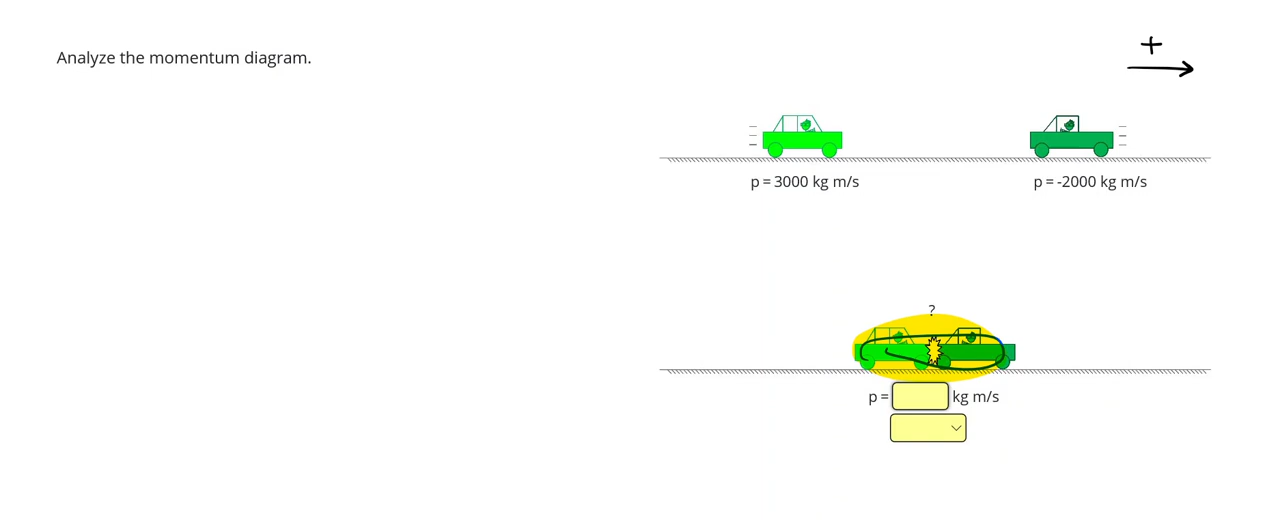 Analyze the momentum diagram.
+
p = 3000 kg m/s
p = -2000 kg m/s
?
p = kg m/s